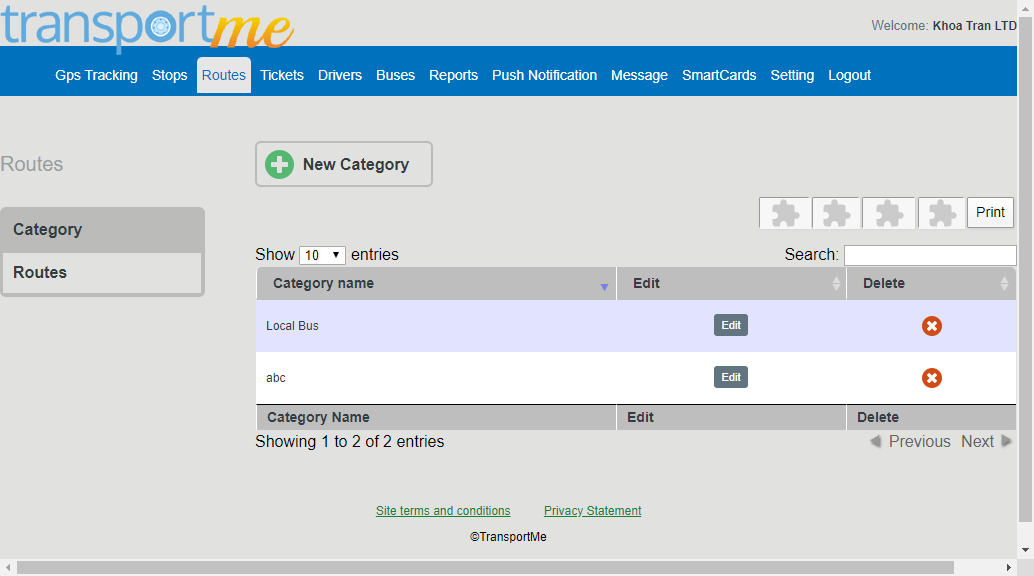 transportme
Welcome: Khoa Tran LTD
Gps Tracking Stops Routes Tickets Drivers Buses Reports Push Notification Message SmartCards Setting Logout
Routes
New Category
Category
Routes
Print
Show 10 entries Search:
Category name Edit Delete
Local Bus Edit
abc Edit
Category Name Edit Delete
Showing 1 to 2 of 2 entries Previous Next
Site terms and conditions Privacy Statement
©TransportMe